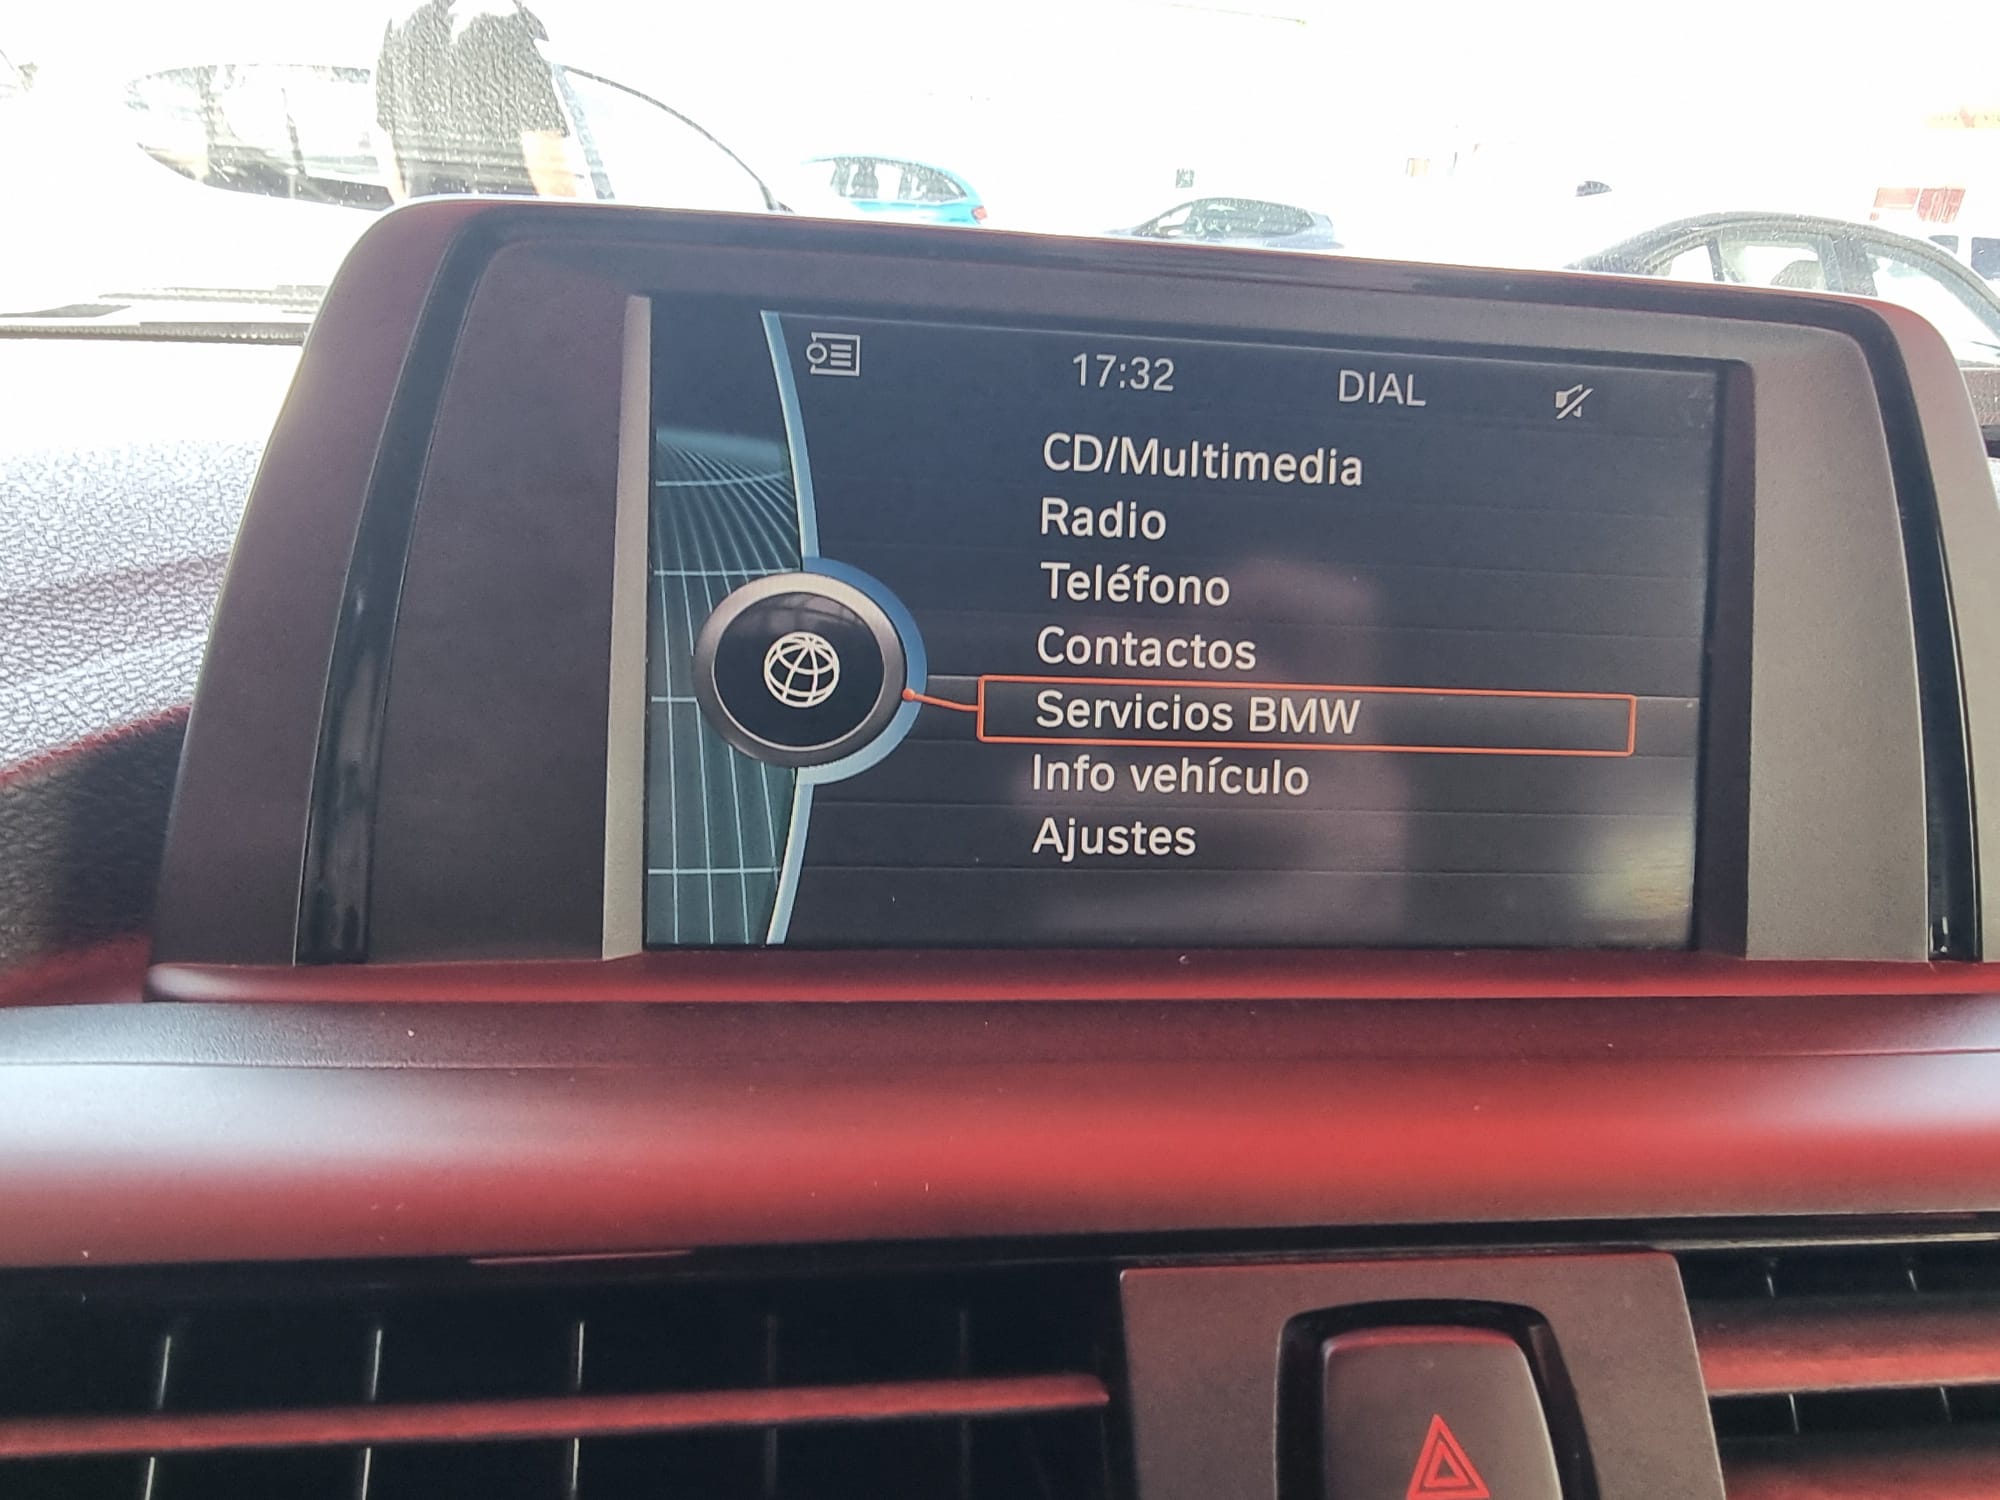 17:32 DIAL
CD/Multimedia
Radio
Teléfono
Contactos
Servicios BMW
Info vehículo
Ajustes